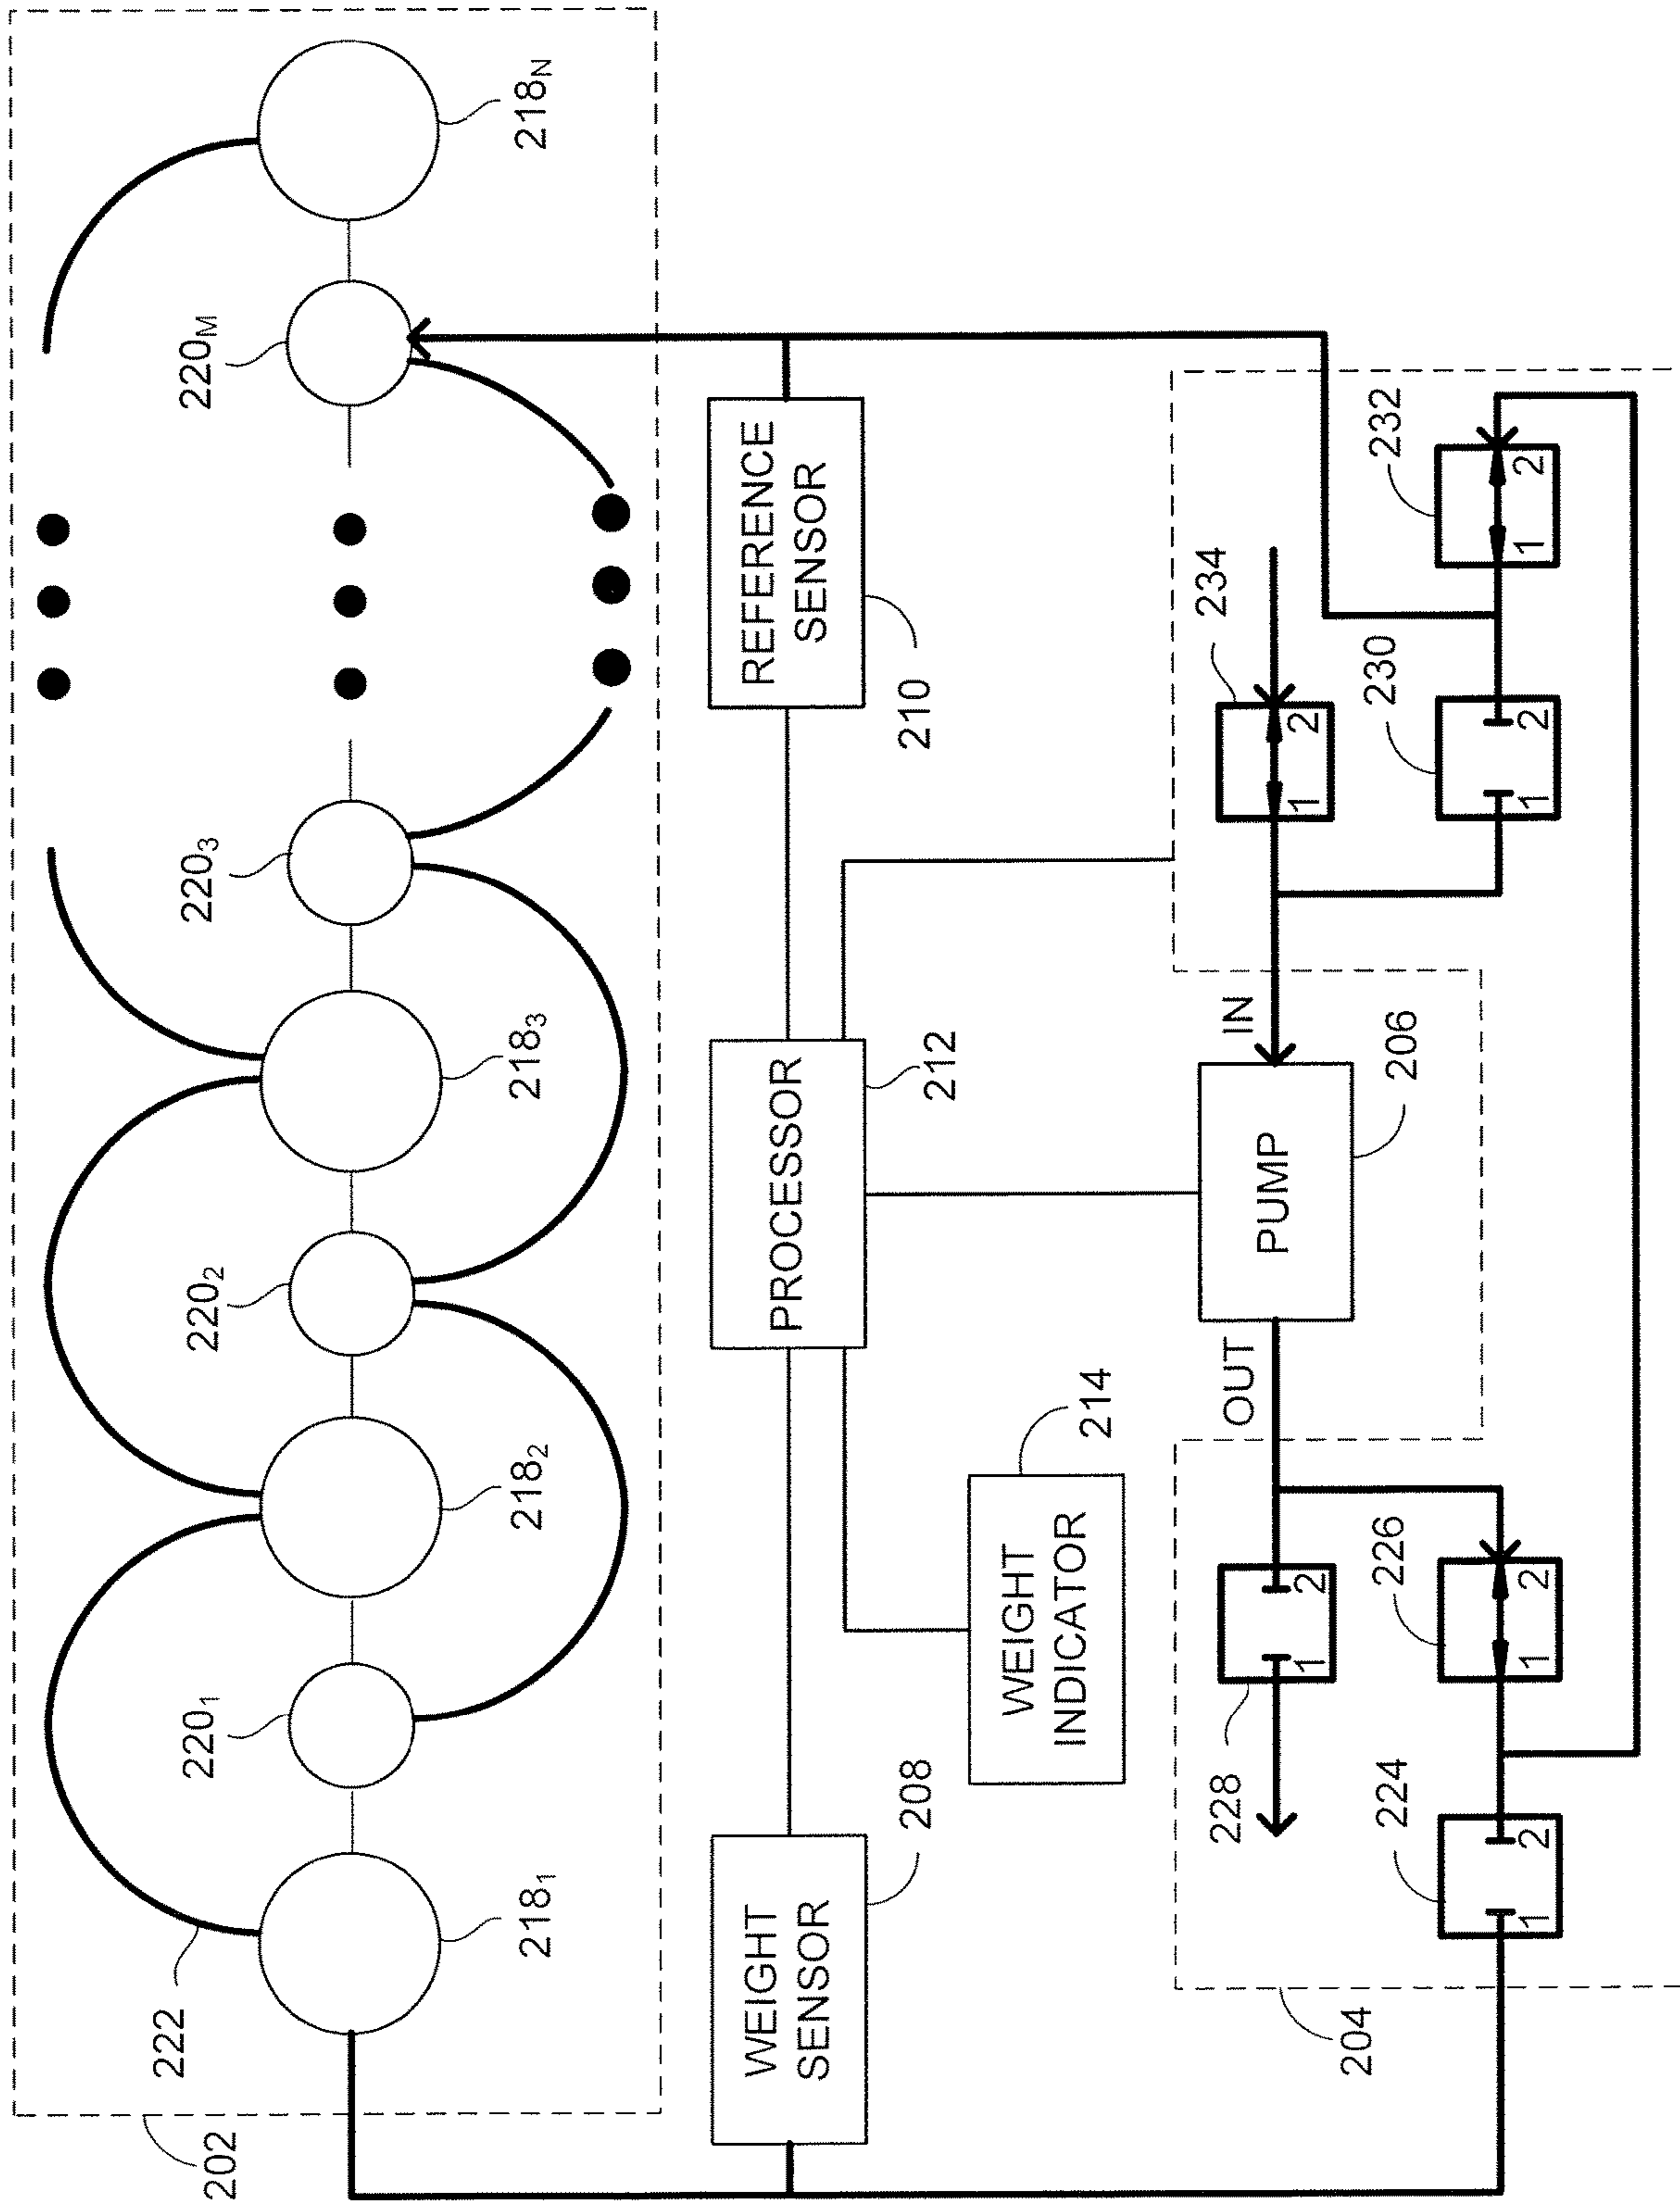 202
222
218₁
220₁
218₂
220₂
218₃
220₃
220M
218N
WEIGHT
SENSOR
208
PROCESSOR
212
REFERENCE
SENSOR
210
WEIGHT
INDICATOR
214
204
228
1 2
OUT
PUMP
206
IN
234
1 2
224
1 2
226
1 2
230
1 2
232
1 2